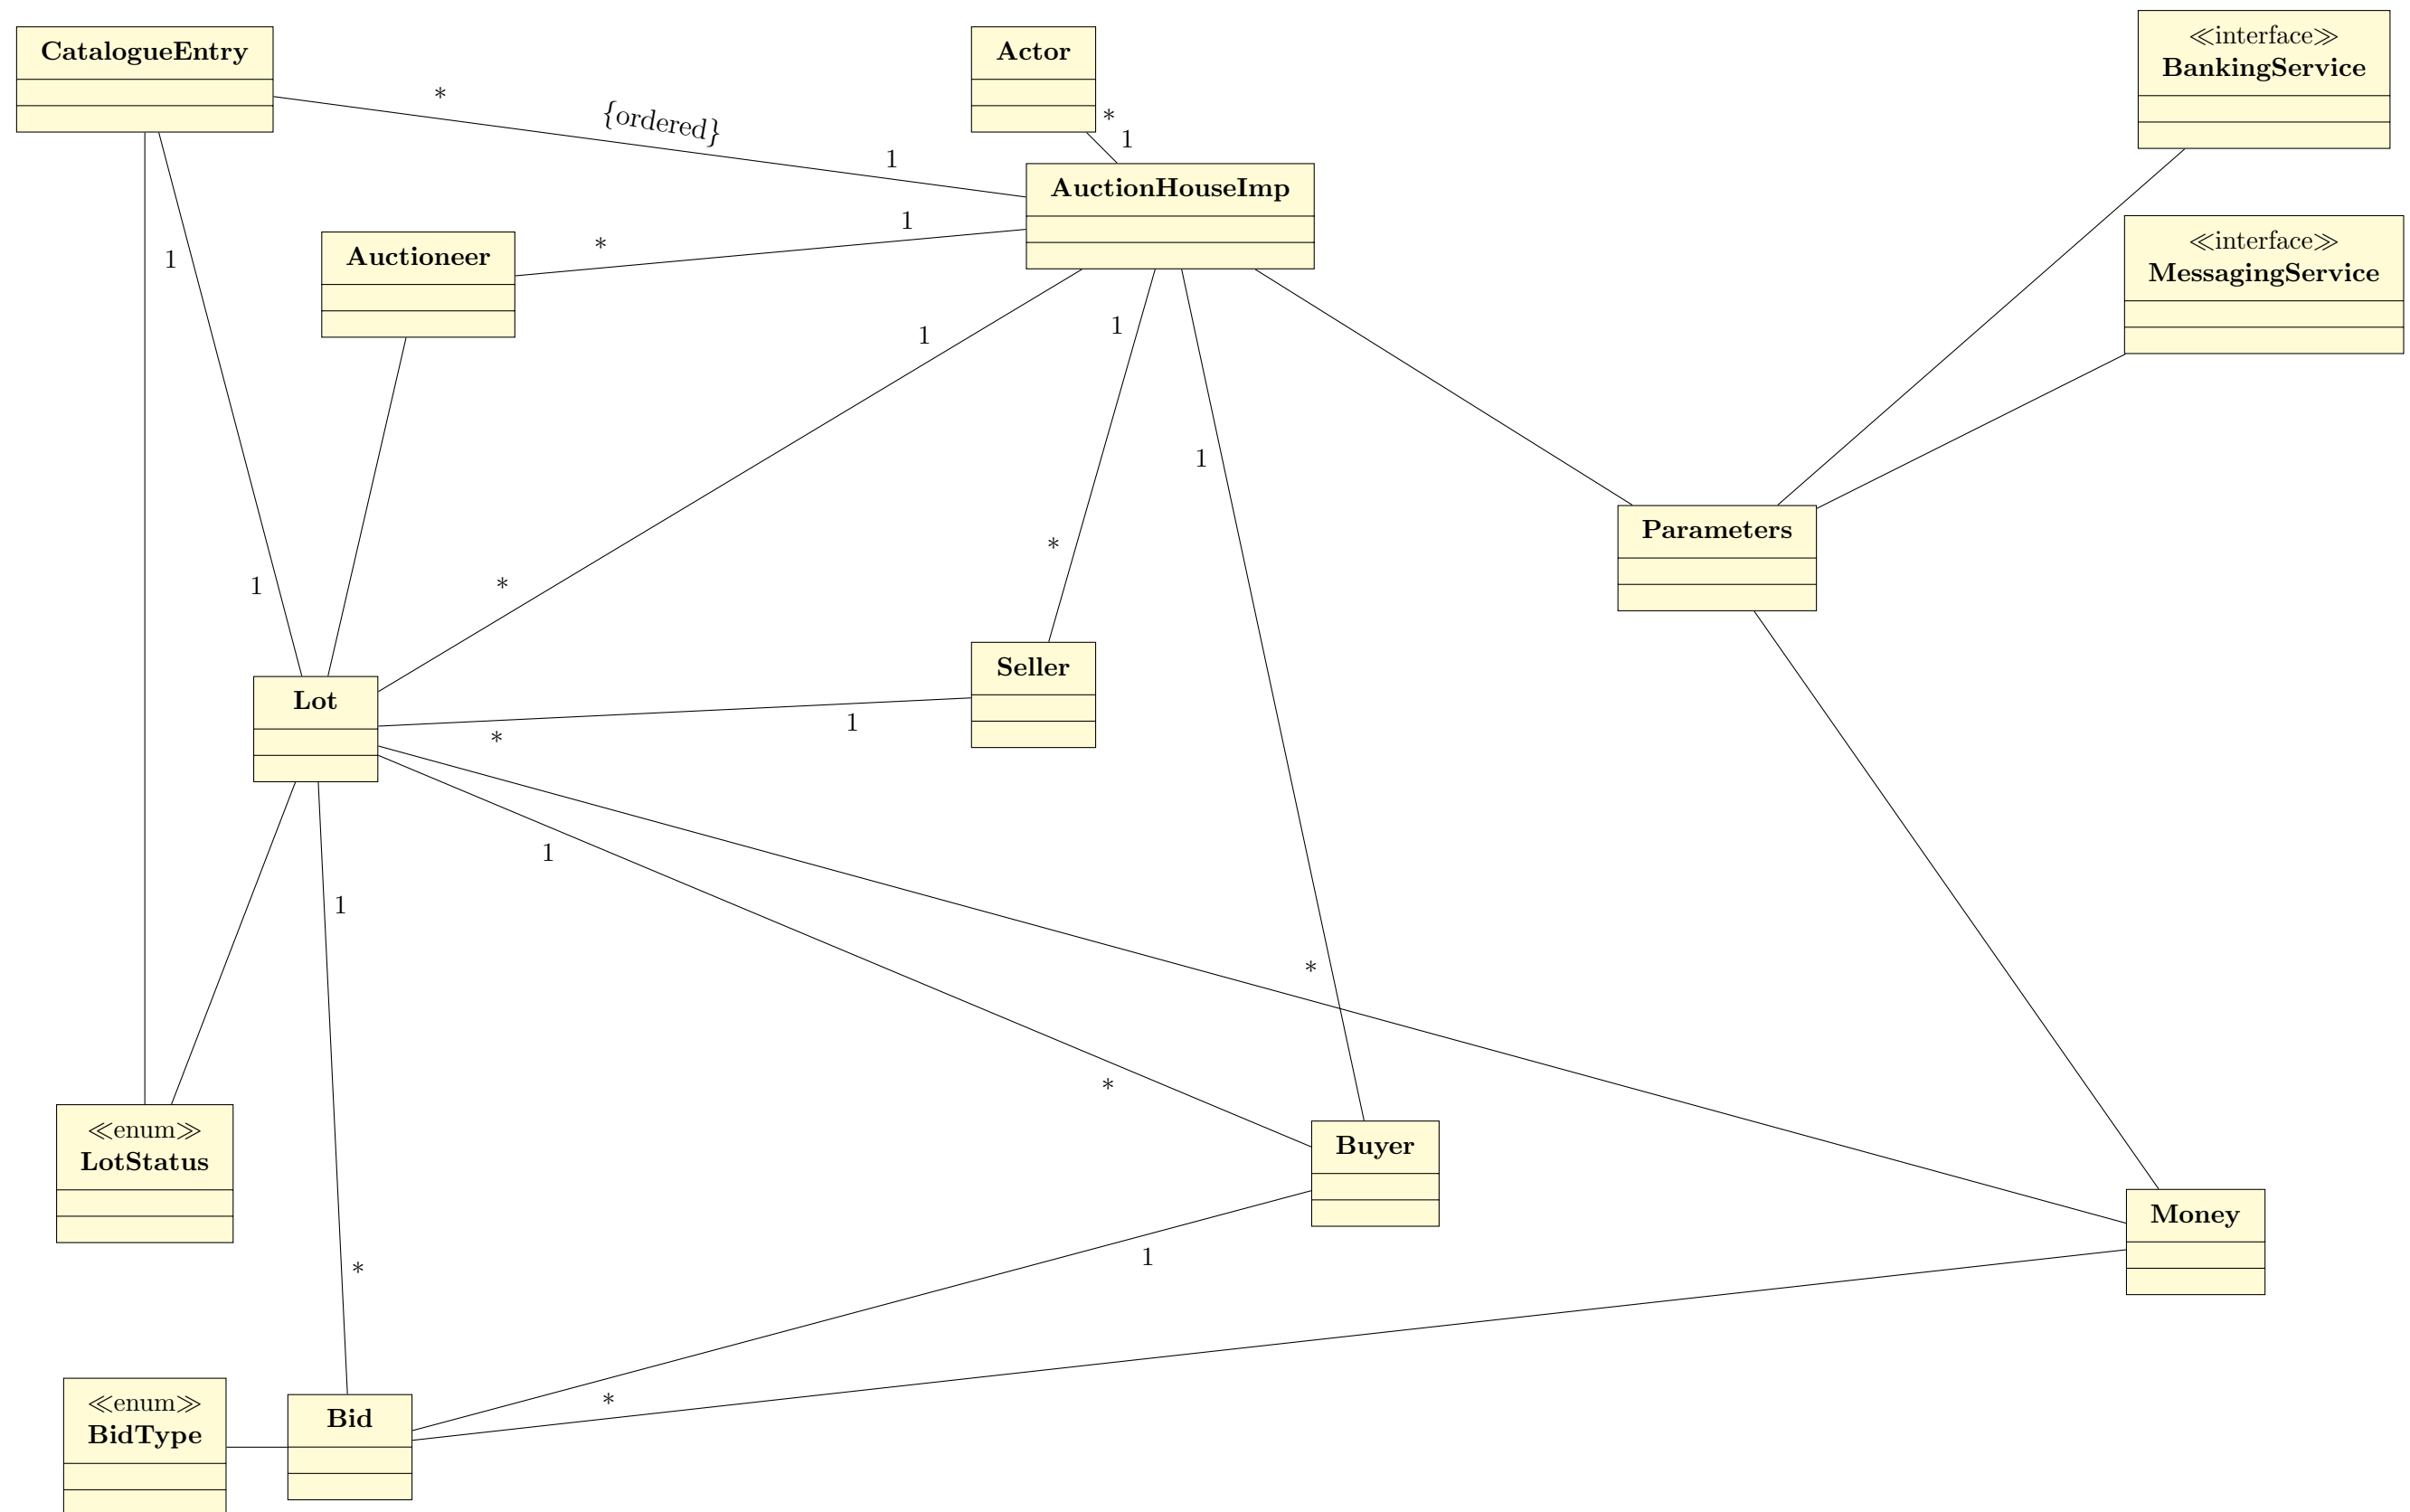 CatalogueEntry
Actor
≪interface≫
BankingService
*
{ordered}
*
1
1
AuctionHouseImp
1
*
Auctioneer
≪interface≫
MessagingService
1
1
1
1
*
Parameters
1
*
Seller
Lot
*
1
1
1
*
*
≪enum≫
LotStatus
Buyer
Money
1
*
≪enum≫
BidType
*
Bid